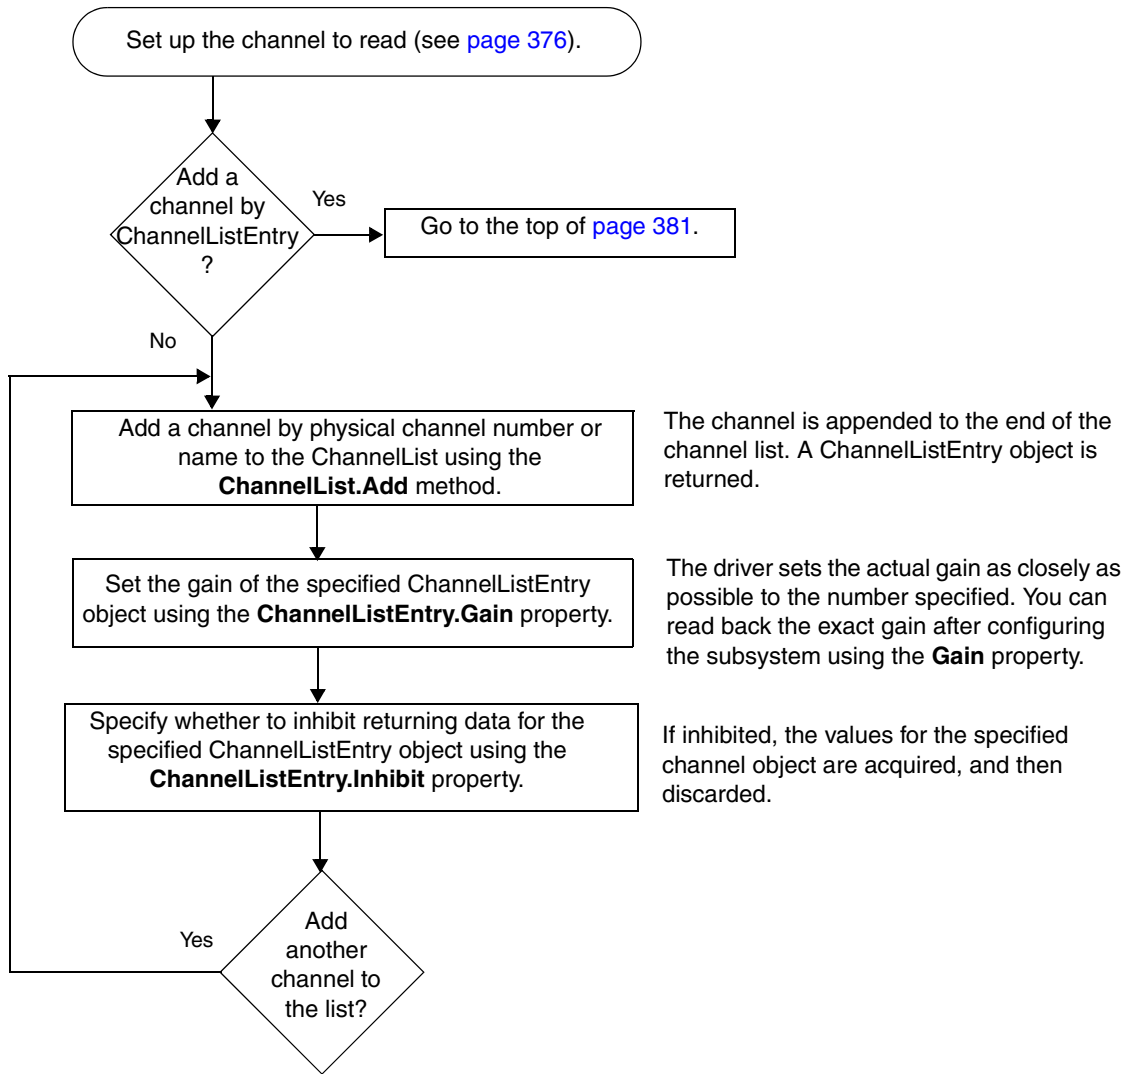 Set up the channel to read (see page 376).
Add a
channel by
ChannelListEntry
?
Yes
Go to the top of page 381.
No
Add a channel by physical channel number or
name to the ChannelList using the
ChannelList.Add method.
The channel is appended to the end of the
channel list. A ChannelListEntry object is
returned.
Set the gain of the specified ChannelListEntry
object using the ChannelListEntry.Gain property.
The driver sets the actual gain as closely as
possible to the number specified. You can
read back the exact gain after configuring
the subsystem using the Gain property.
Specify whether to inhibit returning data for the
specified ChannelListEntry object using the
ChannelListEntry.Inhibit property.
If inhibited, the values for the specified
channel object are acquired, and then
discarded.
Yes
Add
another
channel to
the list?